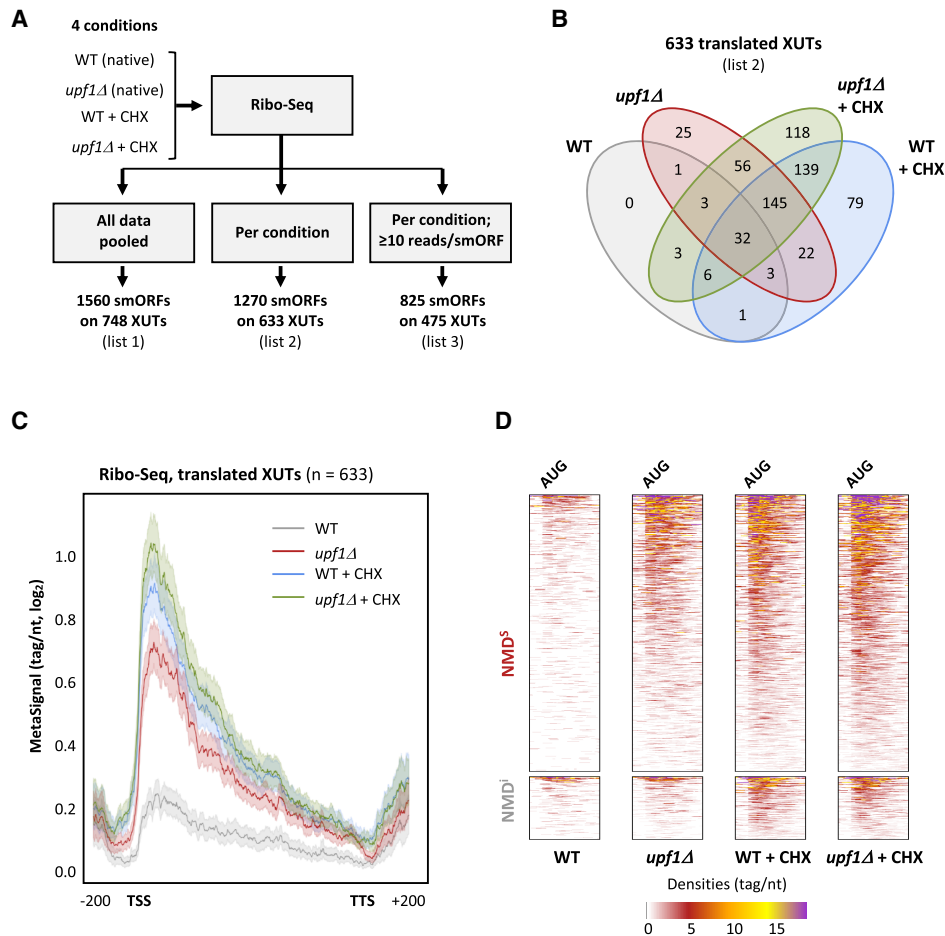 A
4 conditions
WT (native)
upf1Δ (native)
WT + CHX
upf1Δ + CHX
Ribo-Seq
All data
pooled
Per condition
Per condition;
≥10 reads/smORF
1560 smORFs
on 748 XUTs
(list 1)
1270 smORFs
on 633 XUTs
(list 2)
825 smORFs
on 475 XUTs
(list 3)
B
633 translated XUTs
(list 2)
WT
upf1Δ
upf1Δ
+ CHX
WT
+ CHX
25
118
1
56
139
0
3
145
79
32
3
6
3
22
1
C
Ribo-Seq, translated XUTs (n = 633)
MetaSignal (tag/nt, log₂)
1.0
0.8
0.6
0.4
0.2
0.0
WT
upf1Δ
WT + CHX
upf1Δ + CHX
-200 TSS TTS +200
D
AUG AUG AUG AUG
NMDˢ
NMDⁱ
WT upf1Δ WT + CHX upf1Δ + CHX
Densities (tag/nt)
0 5 10 15